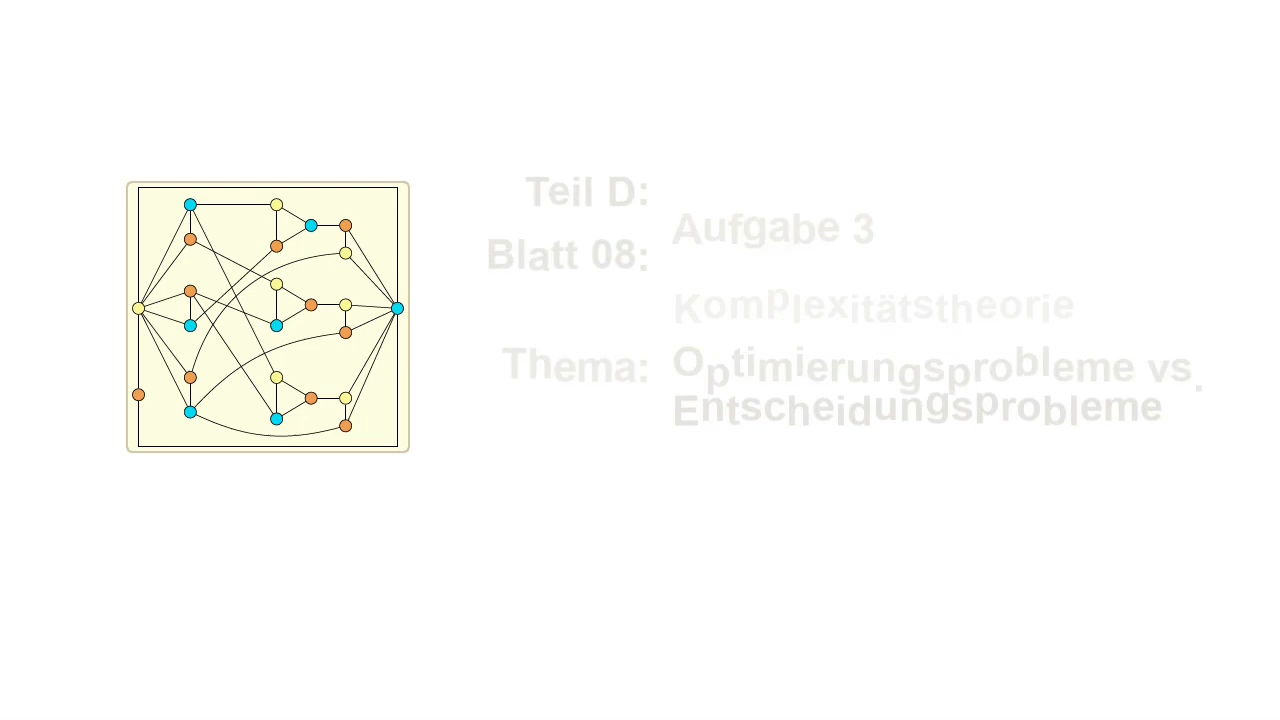 Teil D:
Aufgabe 3
Blatt 08:
Komplexitätstheorie
Thema: Optimierungsprobleme vs.
Entscheidungsprobleme